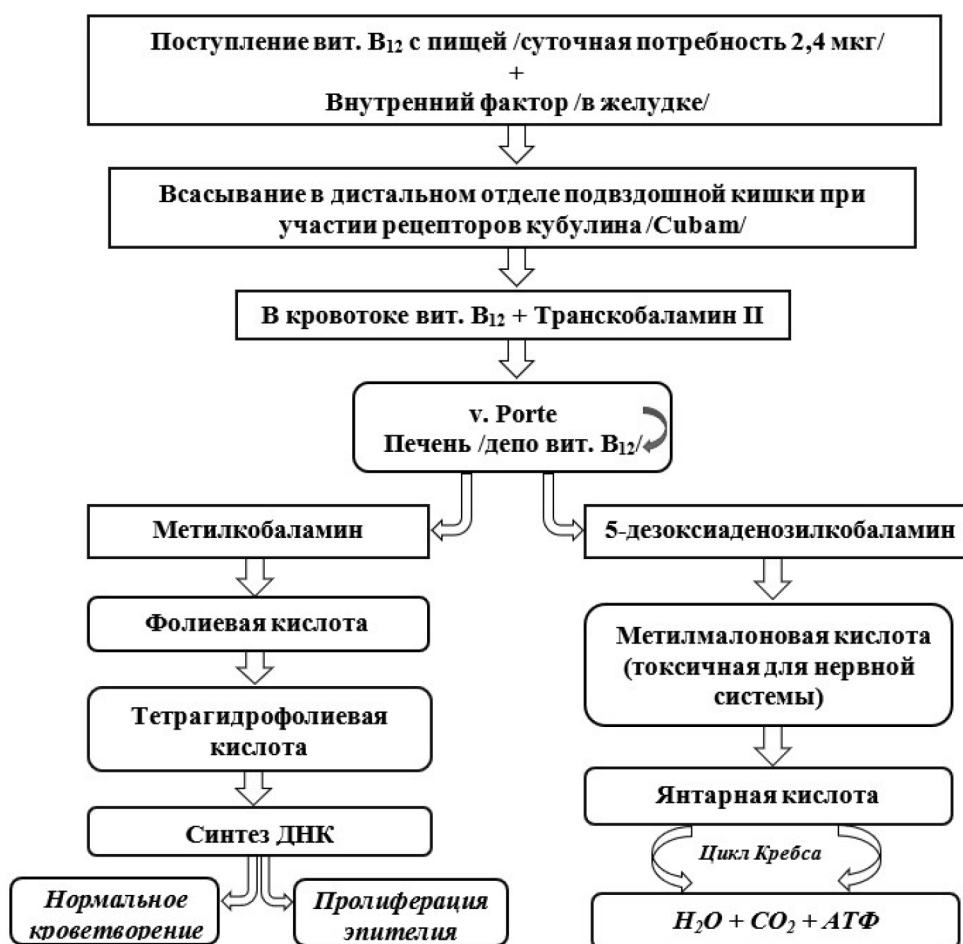 Поступление вит. B₁₂ с пищей /суточная потребность 2,4 мкг/
+
Внутренний фактор /в желудке/
Всасывание в дистальном отделе подвздошной кишки при
участии рецепторов кубулина /Cubam/
В кровотоке вит. B₁₂ + Транскобаламин II
v. Porte
Печень /депо вит. B₁₂/
Метилкобаламин
5-дезоксиаденозилкобаламин
Фолиевая кислота
Метилмалоновая кислота
(токсичная для нервной
системы)
Тетрагидрофолиевая
кислота
Янтарная кислота
Синтез ДНК
Цикл Кребса
Нормальное
кроветворение
Пролиферация
эпителия
H₂O + CO₂ + АТФ